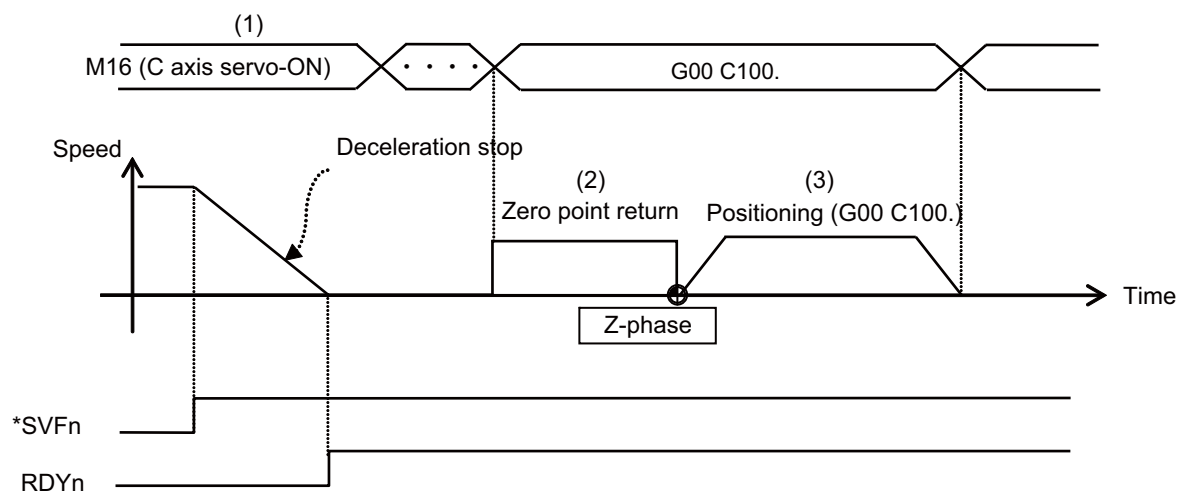 (1)
M16 (C axis servo-ON)
· · · ·
G00 C100.
Speed
Deceleration stop
(2)
Zero point return
(3)
Positioning (G00 C100.)
Time
Z-phase
*SVFn
RDYn